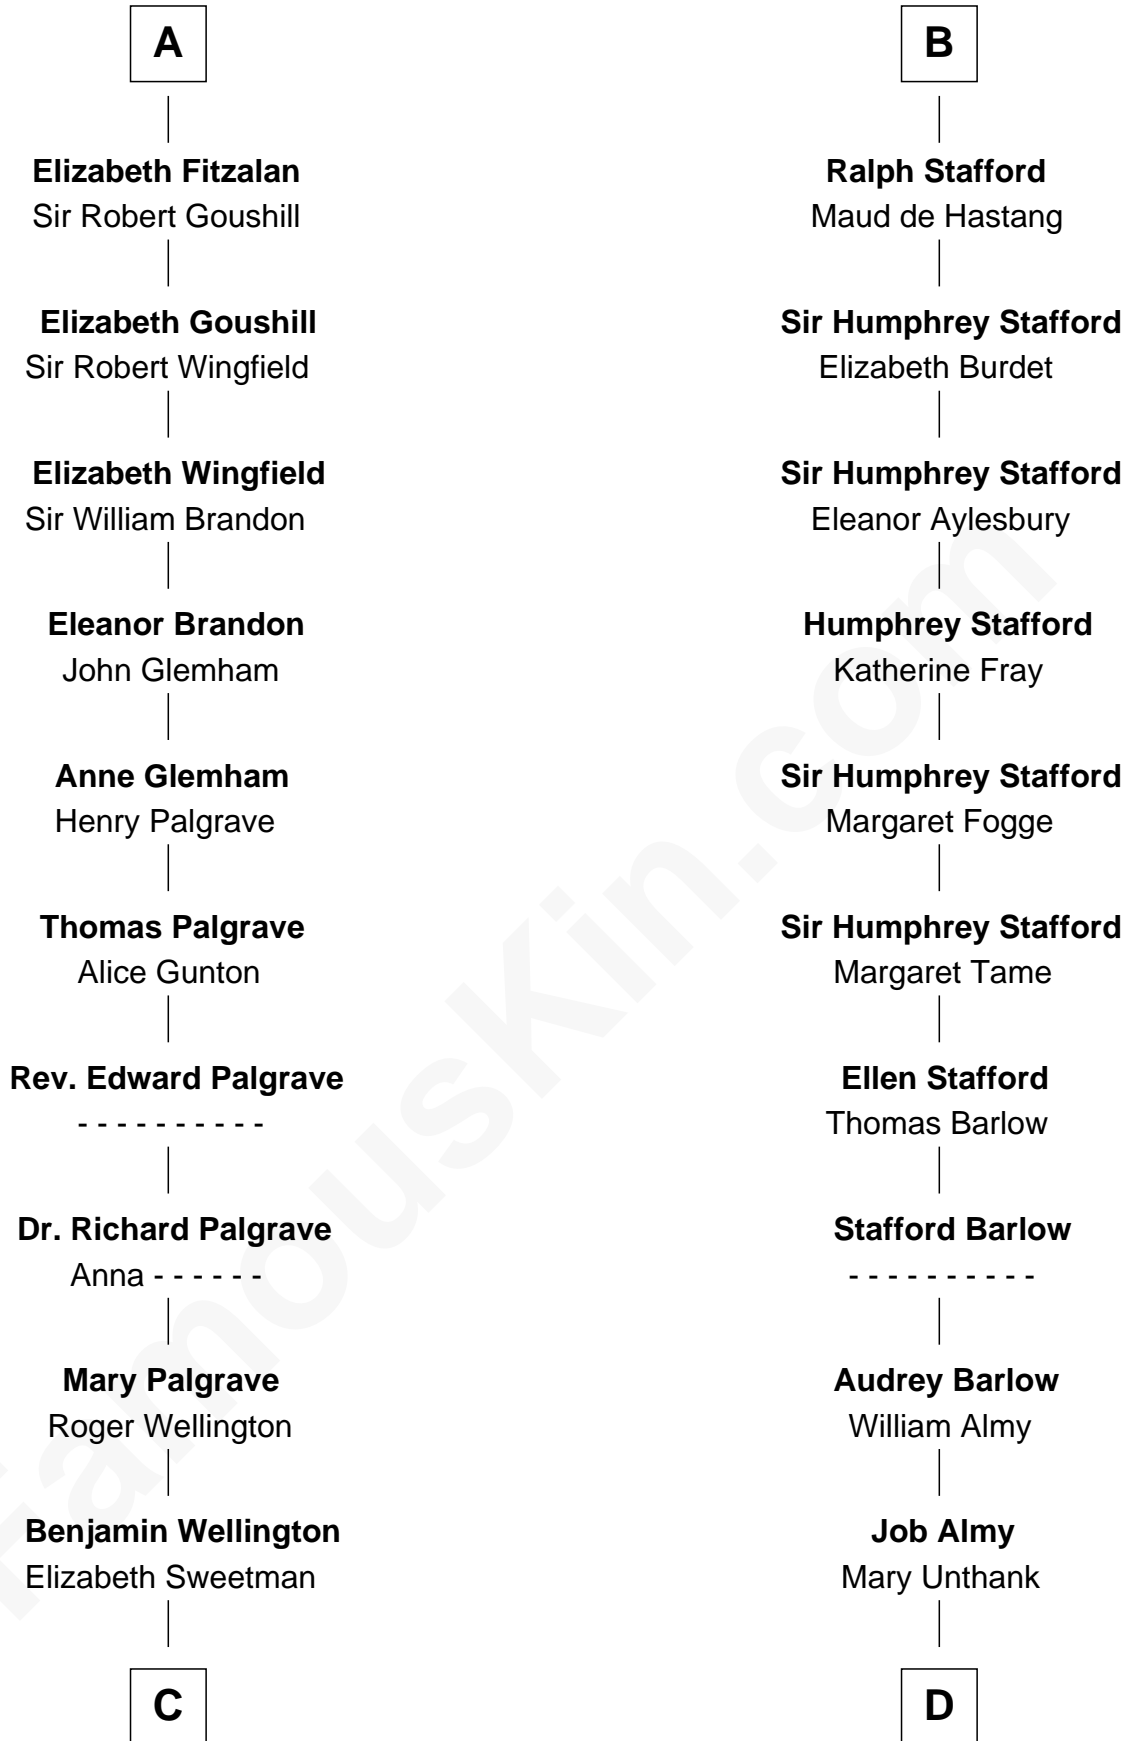 A
Elizabeth Fitzalan
Sir Robert Goushill
Elizabeth Goushill
Sir Robert Wingfield
Elizabeth Wingfield
Sir William Brandon
Eleanor Brandon
John Glemham
Anne Glemham
Henry Palgrave
Thomas Palgrave
Alice Gunton
Rev. Edward Palgrave
- - - - - - - - - -
Dr. Richard Palgrave
Anna - - - - - -
Mary Palgrave
Roger Wellington
Benjamin Wellington
Elizabeth Sweetman
C
B
Ralph Stafford
Maud de Hastang
Sir Humphrey Stafford
Elizabeth Burdet
Sir Humphrey Stafford
Eleanor Aylesbury
Humphrey Stafford
Katherine Fray
Sir Humphrey Stafford
Margaret Fogge
Sir Humphrey Stafford
Margaret Tame
Ellen Stafford
Thomas Barlow
Stafford Barlow
- - - - - - - - - -
Audrey Barlow
William Almy
Job Almy
Mary Unthank
D
FamousKin.com